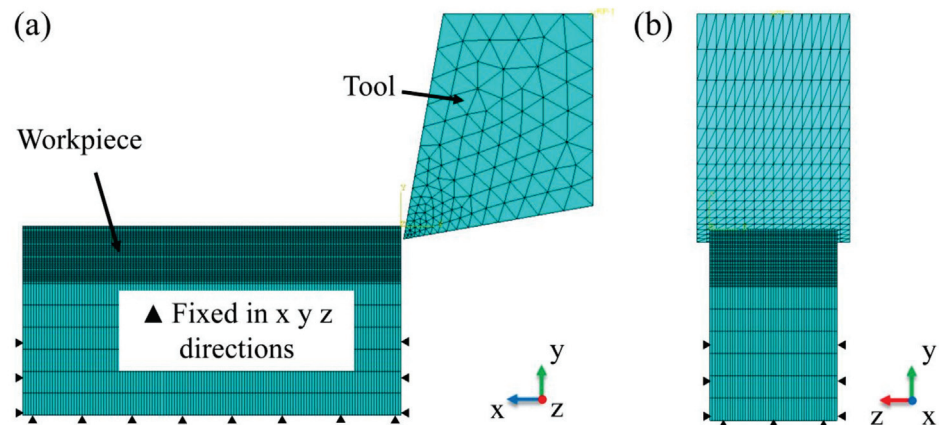 (a)
(b)
Tool
Workpiece
▲ Fixed in x y z
directions
y
x
z
y
z
x